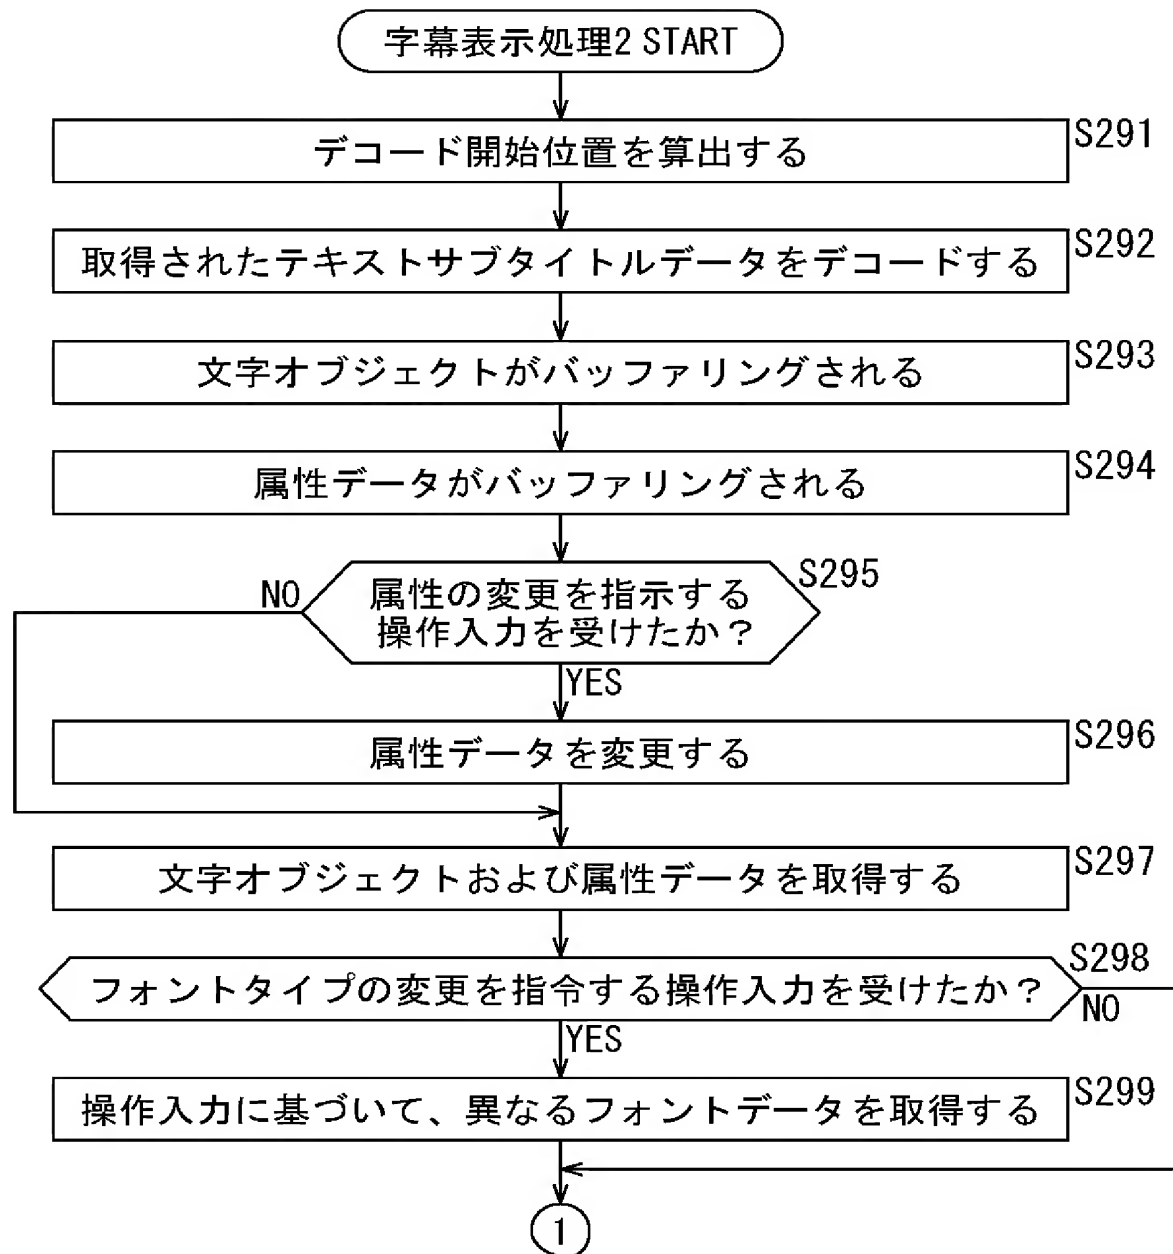 字幕表示処理2 START
デコード開始位置を算出する
S291
取得されたテキストサブタイトルデータをデコードする
S292
文字オブジェクトがバッファリングされる
S293
属性データがバッファリングされる
S294
属性の変更を指示する
操作入力を受けたか？
S295
NO
YES
属性データを変更する
S296
文字オブジェクトおよび属性データを取得する
S297
フォントタイプの変更を指令する操作入力を受けたか？
S298
NO
YES
操作入力に基づいて、異なるフォントデータを取得する
S299
1